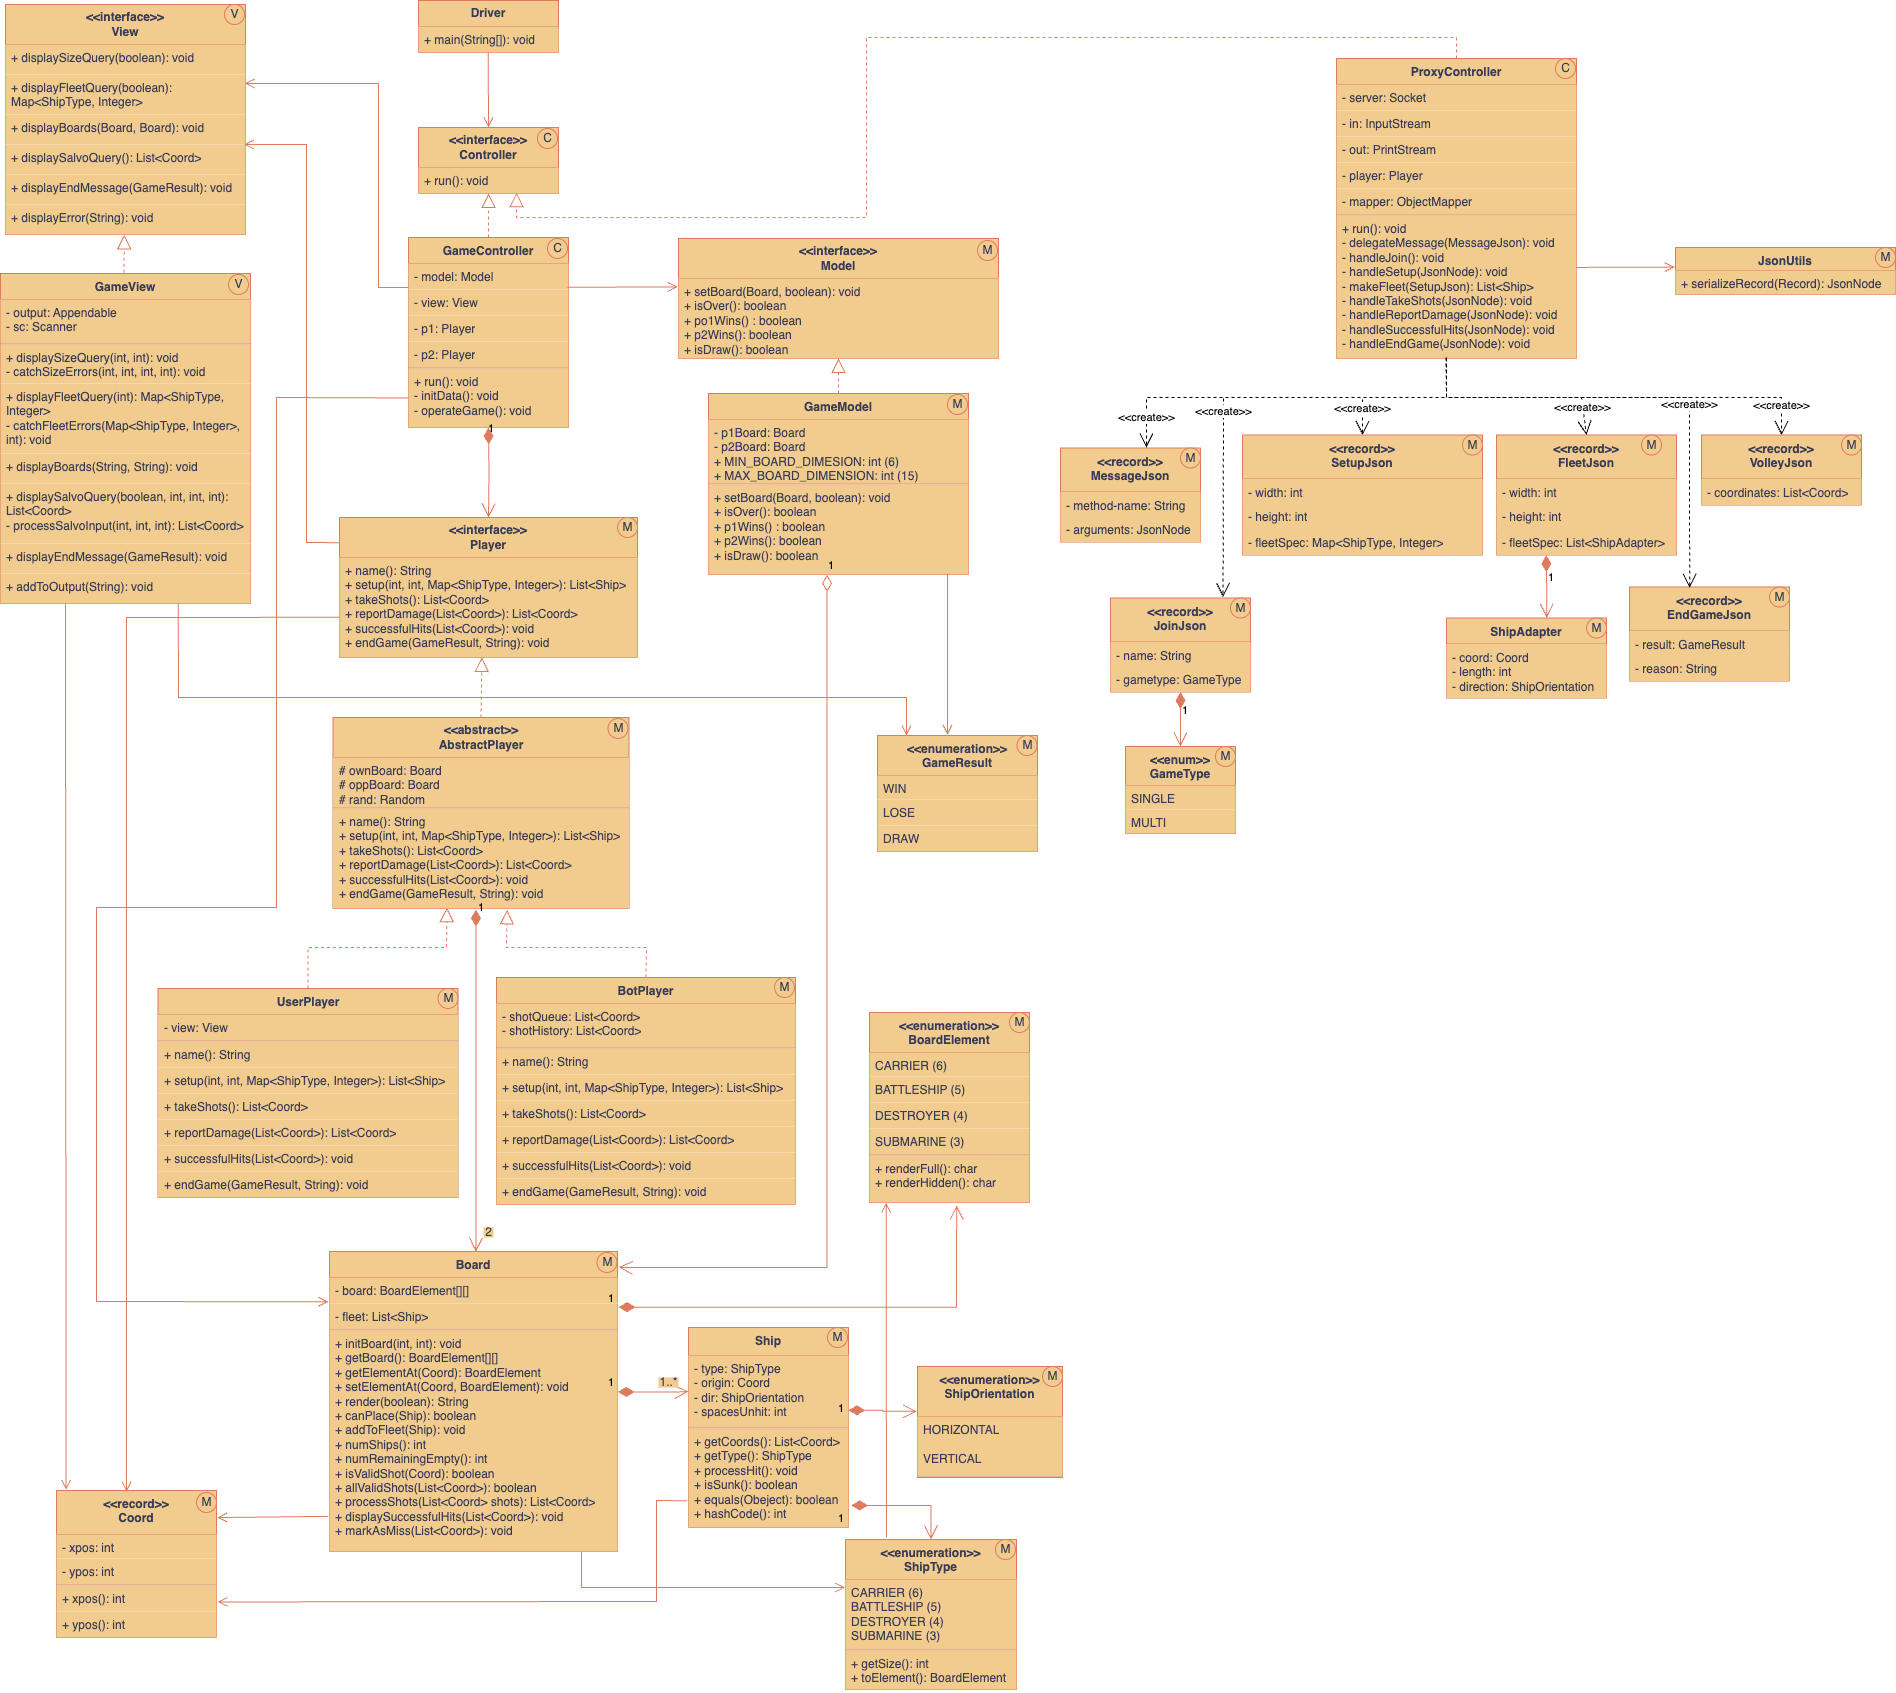 <<interface>>
View
V
+ displaySizeQuery(boolean): void
+ displayFleetQuery(boolean):
Map<ShipType, Integer>
+ displayBoards(Board, Board): void
+ displaySalvoQuery(): List<Coord>
+ displayEndMessage(GameResult): void
+ displayError(String): void
Driver
+ main(String[]): void
<<interface>>
Controller
C
+ run(): void
ProxyController
C
- server: Socket
- in: InputStream
- out: PrintStream
- player: Player
- mapper: ObjectMapper
+ run(): void
- delegateMessage(MessageJson): void
- handleJoin(): void
- handleSetup(JsonNode): void
- makeFleet(SetupJson): List<Ship>
- handleTakeShots(JsonNode): void
- handleReportDamage(JsonNode): void
- handleSuccessfulHits(JsonNode): void
- handleEndGame(JsonNode): void
JsonUtils
M
+ serializeRecord(Record): JsonNode
GameView
V
- output: Appendable
- sc: Scanner
+ displaySizeQuery(int, int): void
- catchSizeErrors(int, int, int, int): void
+ displayFleetQuery(int): Map<ShipType,
Integer>
- catchFleetErrors(Map<ShipType, Integer>,
int): void
+ displayBoards(String, String): void
+ displaySalvoQuery(boolean, int, int, int):
List<Coord>
- processSalvoInput(int, int, int): List<Coord>
+ displayEndMessage(GameResult): void
+ addToOutput(String): void
GameController
C
- model: Model
- view: View
- p1: Player
- p2: Player
+ run(): void
- initData(): void
- operateGame(): void
1
<<interface>>
Model
M
+ setBoard(Board, boolean): void
+ isOver(): boolean
+ po1Wins() : boolean
+ p2Wins(): boolean
+ isDraw(): boolean
GameModel
M
- p1Board: Board
- p2Board: Board
+ MIN_BOARD_DIMESION: int (6)
+ MAX_BOARD_DIMENSION: int (15)
+ setBoard(Board, boolean): void
+ isOver(): boolean
+ p1Wins() : boolean
+ p2Wins(): boolean
+ isDraw(): boolean
1
<<create>>
<<create>>
<<create>>
<<create>>
<<create>>
<<create>>
<<record>>
MessageJson
M
- method-name: String
- arguments: JsonNode
<<record>>
SetupJson
M
- width: int
- height: int
- fleetSpec: Map<ShipType, Integer>
<<record>>
FleetJson
M
- width: int
- height: int
- fleetSpec: List<ShipAdapter>
1
<<record>>
VolleyJson
M
- coordinates: List<Coord>
<<record>>
JoinJson
M
- name: String
- gametype: GameType
1
ShipAdapter
M
- coord: Coord
- length: int
- direction: ShipOrientation
<<record>>
EndGameJson
M
- result: GameResult
- reason: String
<<enum>>
GameType
M
SINGLE
MULTI
<<interface>>
Player
M
+ name(): String
+ setup(int, int, Map<ShipType, Integer>): List<Ship>
+ takeShots(): List<Coord>
+ reportDamage(List<Coord>): List<Coord>
+ successfulHits(List<Coord>): void
+ endGame(GameResult, String): void
<<abstract>>
AbstractPlayer
M
# ownBoard: Board
# oppBoard: Board
# rand: Random
+ name(): String
+ setup(int, int, Map<ShipType, Integer>): List<Ship>
+ takeShots(): List<Coord>
+ reportDamage(List<Coord>): List<Coord>
+ successfulHits(List<Coord>): void
+ endGame(GameResult, String): void
1
<<enumeration>>
GameResult
M
WIN
LOSE
DRAW
UserPlayer
M
- view: View
+ name(): String
+ setup(int, int, Map<ShipType, Integer>): List<Ship>
+ takeShots(): List<Coord>
+ reportDamage(List<Coord>): List<Coord>
+ successfulHits(List<Coord>): void
+ endGame(GameResult, String): void
BotPlayer
M
- shotQueue: List<Coord>
- shotHistory: List<Coord>
+ name(): String
+ setup(int, int, Map<ShipType, Integer>): List<Ship>
+ takeShots(): List<Coord>
+ reportDamage(List<Coord>): List<Coord>
+ successfulHits(List<Coord>): void
+ endGame(GameResult, String): void
<<enumeration>>
BoardElement
M
CARRIER (6)
BATTLESHIP (5)
DESTROYER (4)
SUBMARINE (3)
+ renderFull(): char
+ renderHidden(): char
2
Board
M
- board: BoardElement[][]
1
- fleet: List<Ship>
+ initBoard(int, int): void
+ getBoard(): BoardElement[][]
+ getElementAt(Coord): BoardElement
+ setElementAt(Coord, BoardElement): void
1
+ render(boolean): String
+ canPlace(Ship): boolean
+ addToFleet(Ship): void
+ numShips(): int
+ numRemainingEmpty(): int
+ isValidShot(Coord): boolean
+ allValidShots(List<Coord>): boolean
+ processShots(List<Coord> shots): List<Coord>
+ displaySuccessfulHits(List<Coord>): void
+ markAsMiss(List<Coord>): void
1..*
Ship
M
- type: ShipType
- origin: Coord
- dir: ShipOrientation
- spacesUnhit: int
1
+ getCoords(): List<Coord>
+ getType(): ShipType
+ processHit(): void
+ isSunk(): boolean
+ equals(Obeject): boolean
+ hashCode(): int
1
<<enumeration>>
ShipOrientation
M
HORIZONTAL
VERTICAL
<<record>>
Coord
M
- xpos: int
- ypos: int
+ xpos(): int
+ ypos(): int
<<enumeration>>
ShipType
M
CARRIER (6)
BATTLESHIP (5)
DESTROYER (4)
SUBMARINE (3)
+ getSize(): int
+ toElement(): BoardElement